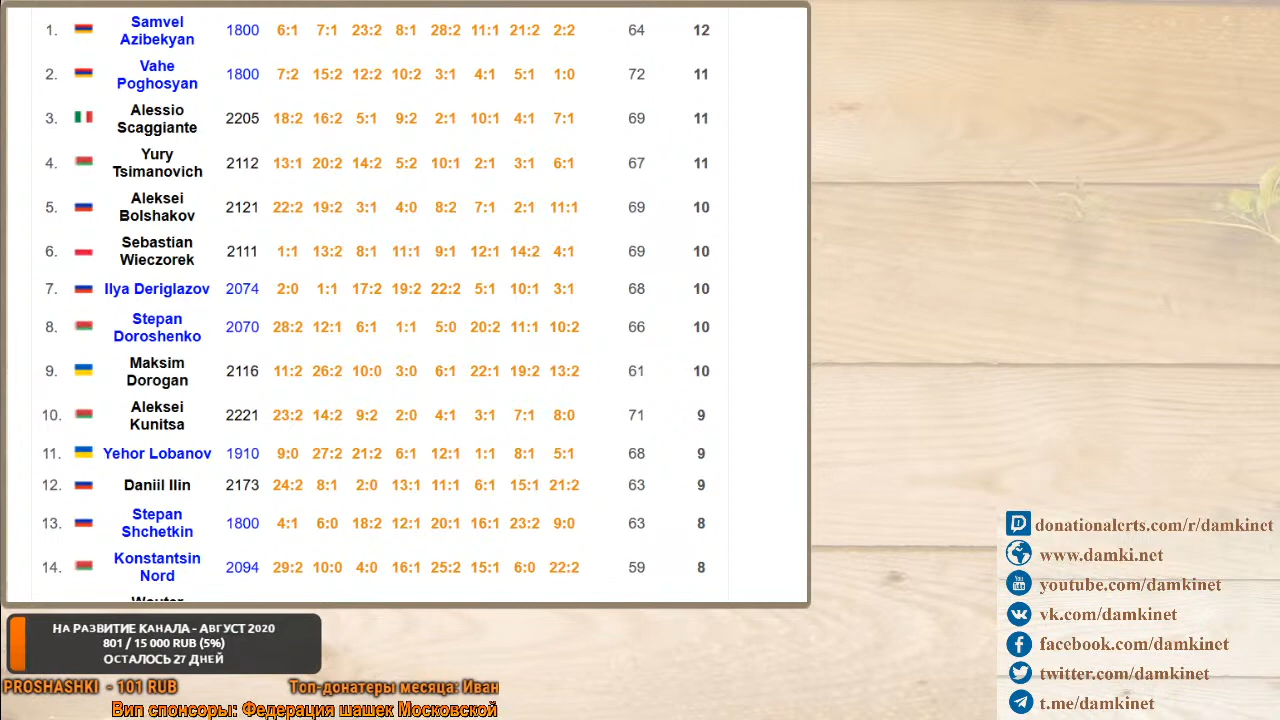 1. Samvel Azibekyan 1800 6:1 7:1 23:2 8:1 28:2 11:1 21:2 2:2 64 12
2. Vahe Poghosyan 1800 7:2 15:2 12:2 10:2 3:1 4:1 5:1 1:0 72 11
3. Alessio Scaggiante 2205 18:2 16:2 5:1 9:2 2:1 10:1 4:1 7:1 69 11
4. Yury Tsimanovich 2112 13:1 20:2 14:2 5:2 10:1 2:1 3:1 6:1 67 11
5. Aleksei Bolshakov 2121 22:2 19:2 3:1 4:0 8:2 7:1 2:1 11:1 69 10
6. Sebastian Wieczorek 2111 1:1 13:2 8:1 11:1 9:1 12:1 14:2 4:1 69 10
7. Ilya Deriglazov 2074 2:0 1:1 17:2 19:2 22:2 5:1 10:1 3:1 68 10
8. Stepan Doroshenko 2070 28:2 12:1 6:1 1:1 5:0 20:2 11:1 10:2 66 10
9. Maksim Dorogan 2116 11:2 26:2 10:0 3:0 6:1 22:1 19:2 13:2 61 10
10. Aleksei Kunitsa 2221 23:2 14:2 9:2 2:0 4:1 3:1 7:1 8:0 71 9
11. Yehor Lobanov 1910 9:0 27:2 21:2 6:1 12:1 1:1 8:1 5:1 68 9
12. Daniil Ilin 2173 24:2 8:1 2:0 13:1 11:1 6:1 15:1 21:2 63 9
13. Stepan Shchetkin 1800 4:1 6:0 18:2 12:1 20:1 16:1 23:2 9:0 63 8
14. Konstantsin Nord 2094 29:2 10:0 4:0 16:1 25:2 15:1 6:0 22:2 59 8
НА РАЗВИТИЕ КАНАЛА - АВГУСТ 2020
801 / 15 000 RUB (5%)
ОСТАЛОСЬ 27 ДНЕЙ
PROSHASHKI - 101 RUB
Топ-донатеры месяца: Иван
Вип спонсоры: Федерация шашек Московской
donationalerts.com/r/damkinet
www.damki.net
youtube.com/damkinet
vk.com/damkinet
facebook.com/damkinet
twitter.com/damkinet
t.me/damkinet